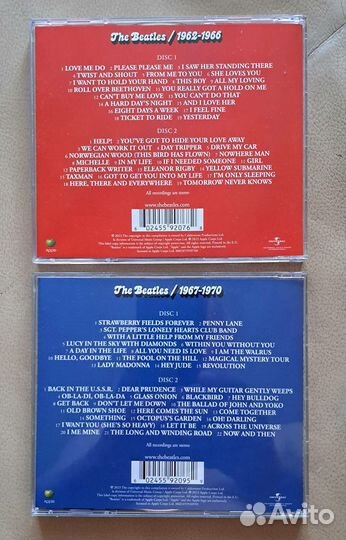 The Beatles / 1962-1966
DISC 1
1 LOVE ME DO 2 PLEASE PLEASE ME 3 I SAW HER STANDING THERE
4 TWIST AND SHOUT 5 FROM ME TO YOU 6 SHE LOVES YOU
7 I WANT TO HOLD YOUR HAND 8 THIS BOY 9 ALL MY LOVING
10 ROLL OVER BEETHOVEN 11 YOU REALLY GOT A HOLD ON ME
12 CAN'T BUY ME LOVE 13 YOU CAN'T DO THAT
14 A HARD DAY'S NIGHT 15 AND I LOVE HER
16 EIGHT DAYS A WEEK 17 I FEEL FINE
18 TICKET TO RIDE 19 YESTERDAY
DISC 2
1 HELP! 2 YOU'VE GOT TO HIDE YOUR LOVE AWAY
3 WE CAN WORK IT OUT 4 DAY TRIPPER 5 DRIVE MY CAR
6 NORWEGIAN WOOD (THIS BIRD HAS FLOWN) 7 NOWHERE MAN
8 MICHELLE 9 IN MY LIFE 10 IF I NEEDED SOMEONE 11 GIRL
12 PAPERBACK WRITER 13 ELEANOR RIGBY 14 YELLOW SUBMARINE
15 TAXMAN 16 GOT TO GET YOU INTO MY LIFE 17 I'M ONLY SLEEPING
18 HERE, THERE AND EVERYWHERE 19 TOMORROW NEVER KNOWS
All recordings are stereo
www.thebeatles.com
6 02455 92076
UNIVERSAL
The Beatles / 1967-1970
DISC 1
1 STRAWBERRY FIELDS FOREVER 2 PENNY LANE
3 SGT. PEPPER'S LONELY HEARTS CLUB BAND
4 WITH A LITTLE HELP FROM MY FRIENDS
5 LUCY IN THE SKY WITH DIAMONDS 6 WITHIN YOU WITHOUT YOU
7 A DAY IN THE LIFE 8 ALL YOU NEED IS LOVE 9 I AM THE WALRUS
10 HELLO, GOODBYE 11 THE FOOL ON THE HILL 12 MAGICAL MYSTERY TOUR
13 LADY MADONNA 14 HEY JUDE 15 REVOLUTION
DISC 2
1 BACK IN THE U.S.S.R. 2 DEAR PRUDENCE 3 WHILE MY GUITAR GENTLY WEEPS
4 OB-LA-DI, OB-LA-DA 5 GLASS ONION 6 BLACKBIRD 7 HEY BULLDOG
8 GET BACK 9 DON'T LET ME DOWN 10 THE BALLAD OF JOHN AND YOKO
11 OLD BROWN SHOE 12 HERE COMES THE SUN 13 COME TOGETHER
14 SOMETHING 15 OCTOPUS'S GARDEN 16 OH! DARLING
17 I WANT YOU (SHE'S SO HEAVY) 18 LET IT BE 19 ACROSS THE UNIVERSE
20 I ME MINE 21 THE LONG AND WINDING ROAD 22 NOW AND THEN
All recordings are stereo
www.thebeatles.com
6 02455 92095
UNIVERSAL
Avito